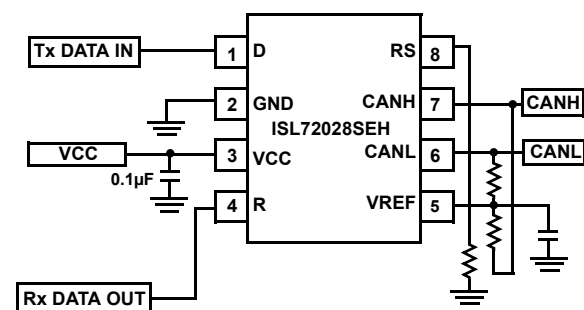 Tx DATA IN
1
D
RS
8
2
GND
CANH
7
CANH
ISL72028SEH
VCC
3
VCC
CANL
6
CANL
0.1µF
4
R
VREF
5
Rx DATA OUT